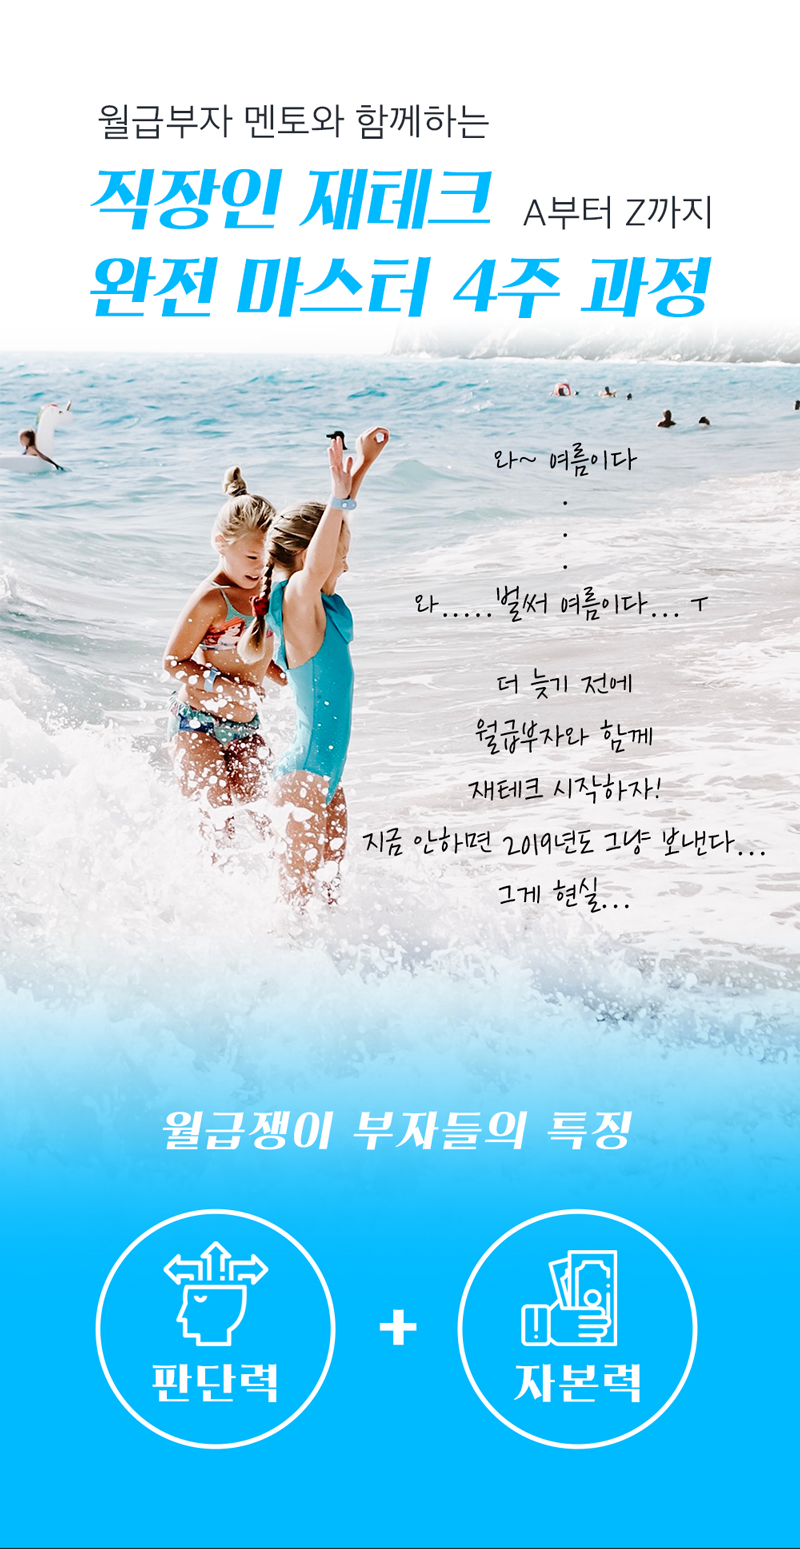 월급부자 멘토와 함께하는
직장인 재테크 A부터 Z까지
완전 마스터 4주 과정
와~ 여름이다
.
.
.
와.....벌써 여름이다... ㅜ
더 늦기 전에
월급부자와 함께
재테크 시작하자!
지금 안하면 2019년도 그냥 보낸다...
그게 현실...
월급쟁이 부자들의 특징
판단력 + 자본력